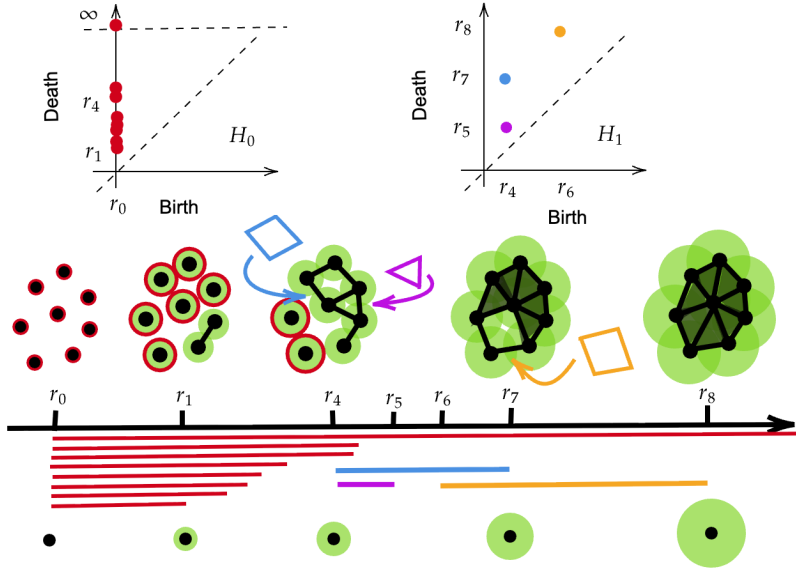 ∞
r₈
Death
r₄
r₇
Death
r₁
H₀
r₅
H₁
r₀
Birth
r₄
r₆
Birth
r₀
r₁
r₄
r₅
r₆
r₇
r₈